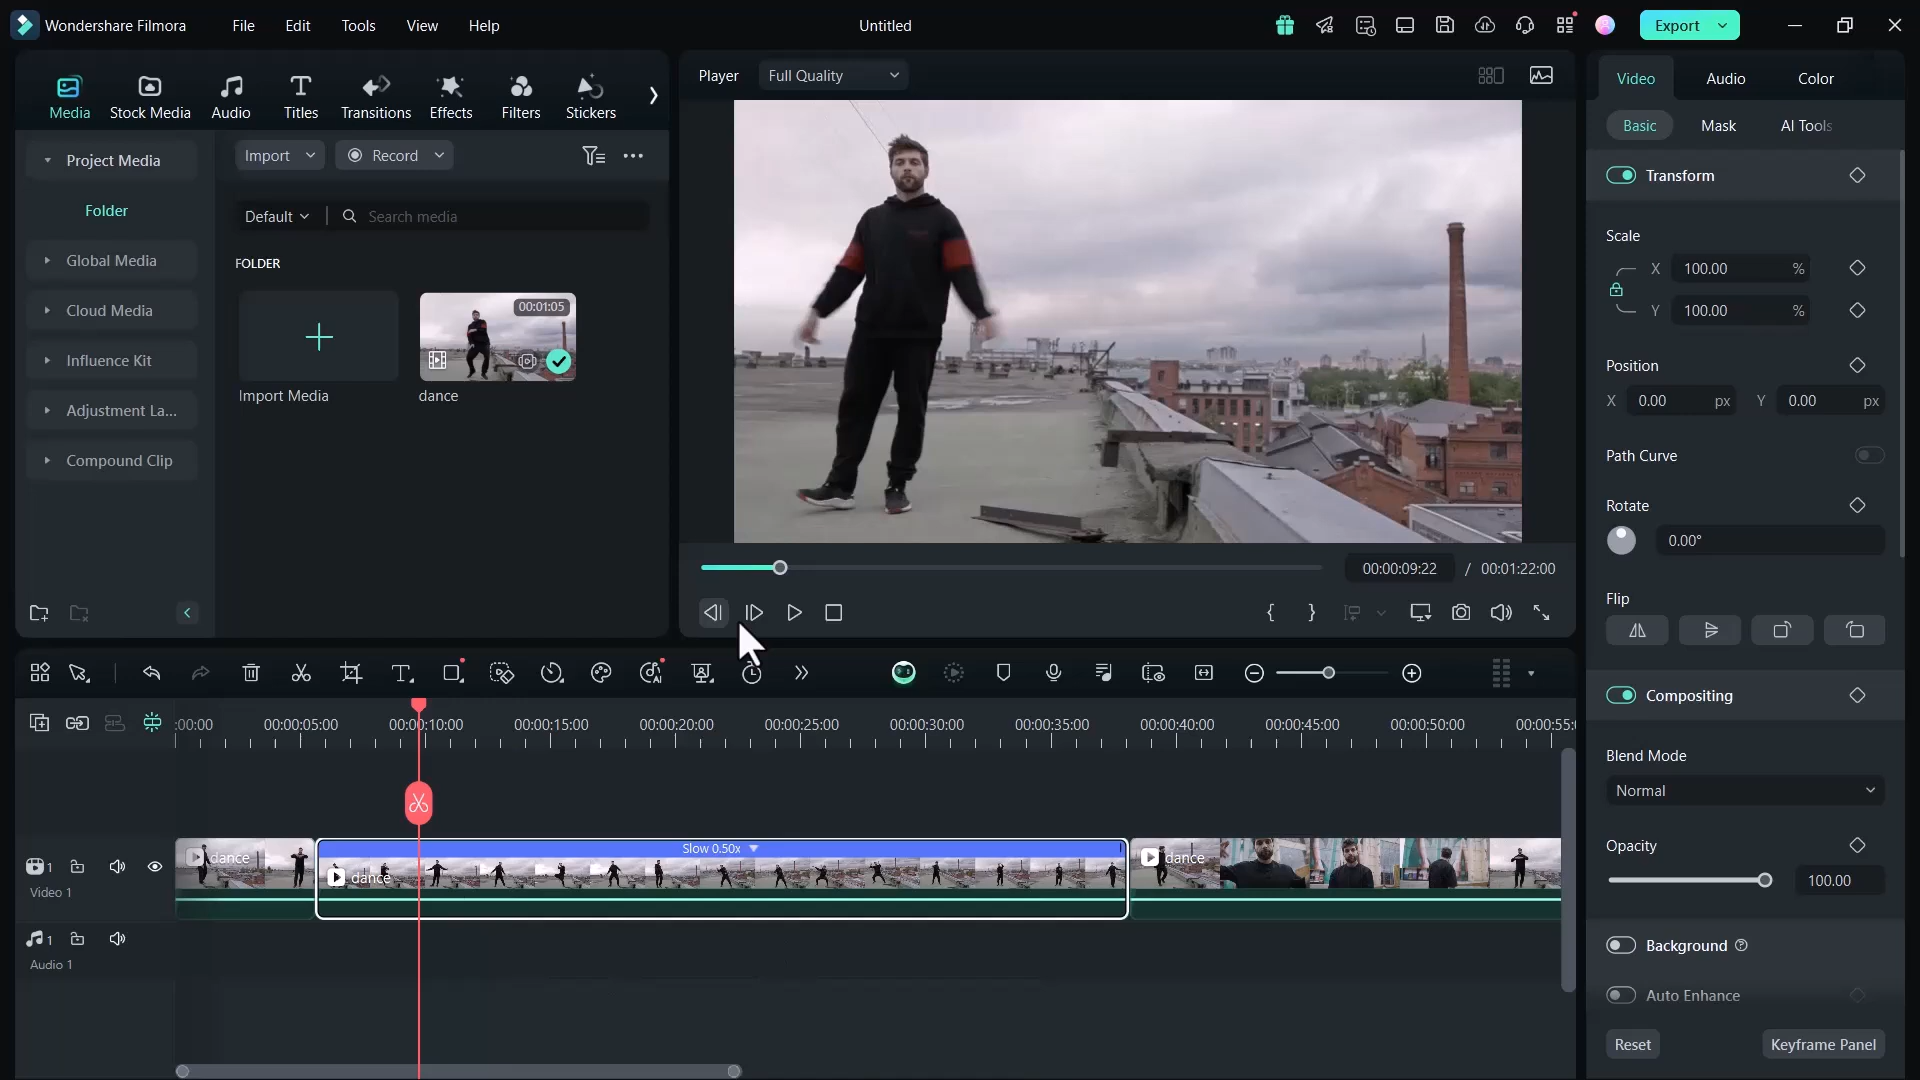 Wondershare Filmora
File
Edit
Tools
View
Help
Untitled
Export
Media
Stock Media
Audio
Titles
Transitions
Effects
Filters
Stickers
Player
Full Quality
Video
Audio
Color
Basic
Mask
AI Tools
Project Media
Folder
Global Media
Cloud Media
Influence Kit
Adjustment La...
Compound Clip
Import
Record
Default
Search media
FOLDER
00:01:05
Import Media
dance
00:00:09:22 / 00:01:22:00
Transform
Scale
X 100.00 %
Y 100.00 %
Position
X 0.00 px Y 0.00 px
Path Curve
Rotate
0.00°
Flip
Compositing
Blend Mode
Normal
Opacity
100.00
Background
Auto Enhance
Reset
Keyframe Panel
:00:00 00:00:05:00 00:00:10:00 00:00:15:00 00:00:20:00 00:00:25:00 00:00:30:00 00:00:35:00 00:00:40:00 00:00:45:00 00:00:50:00 00:00:55:
Slow 0.50x
dance
dance
dance
1
Video 1
1
Audio 1